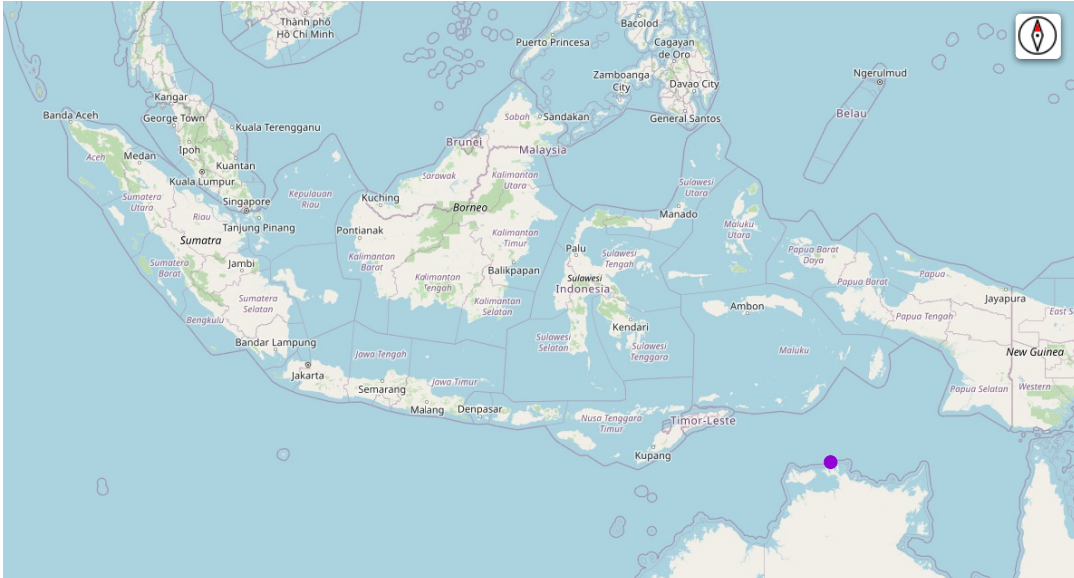 Thành phố
Hồ Chí Minh
Bacolod
Puerto Princesa
Cagayan
de Oro
Zamboanga
City
Davao City
Ngerulmud
Kangar
Banda Aceh
George Town
Kuala Terengganu
Sabah
Sandakan
General Santos
Belau
Brunei
Malaysia
Aceh
Medan
Ipoh
Kuantan
Kuala Lumpur
Sarawak
Kalimantan
Utara
Sulawesi
Utara
Sumatera
Utara
Kepulauan
Riau
Kuching
Borneo
Singapore
Riau
Tanjung Pinang
Manado
Maluku
Utara
Pontianak
Sumatra
Kalimantan
Timur
Palu
Sulawesi
Tengah
Papua Barat
Daya
Sumatera
Barat
Jambi
Kalimantan
Barat
Balikpapan
Sulawesi
Kalimantan
Tengah
Indonesia
Papua Barat
Papua
Sumatera
Selatan
Kalimantan
Selatan
Ambon
Jayapura
Bengkulu
Kendari
Papua Tengah
East S
Bandar Lampung
Sulawesi
Selatan
Sulawesi
Tenggara
Maluku
New Guinea
Jawa Tengah
Jakarta
Semarang
Jawa Timur
Papua Selatan
Western
Malang
Denpasar
Nusa Tenggara
Timur
Timor-Leste
Kupang